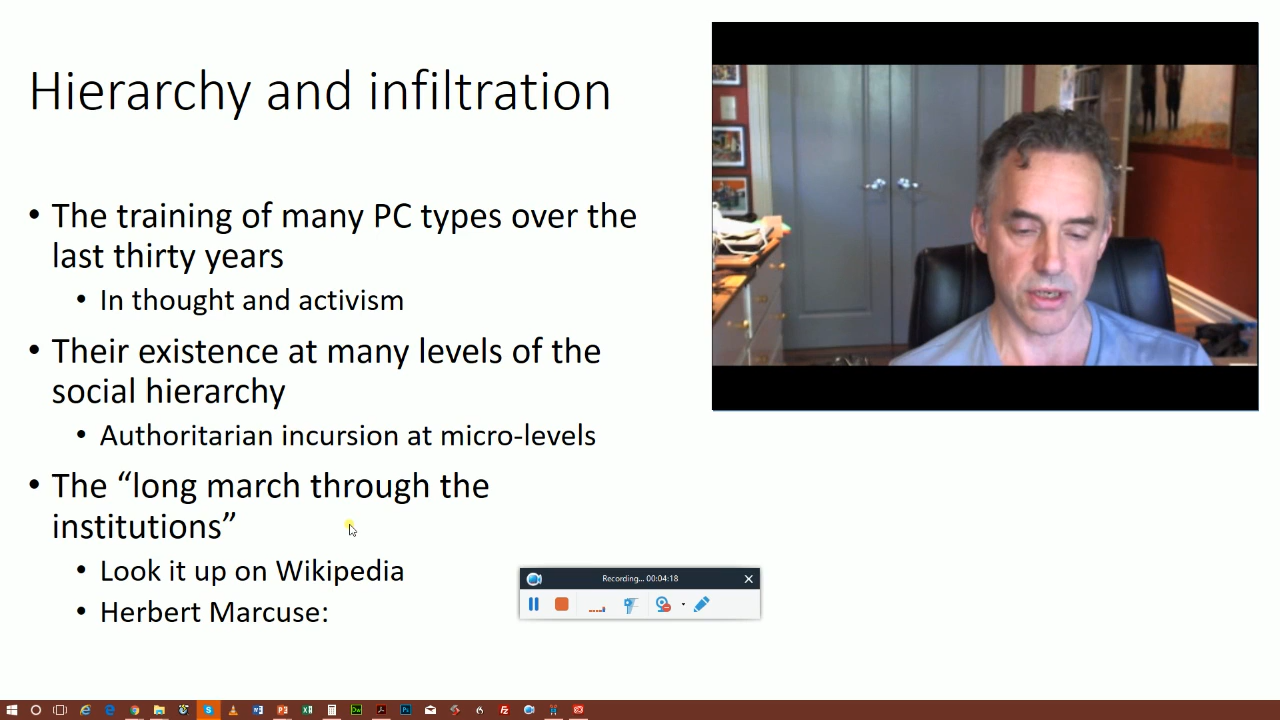 Hierarchy and infiltration
• The training of many PC types over the
last thirty years
• In thought and activism
• Their existence at many levels of the
social hierarchy
• Authoritarian incursion at micro-levels
• The “long march through the
institutions”
• Look it up on Wikipedia
• Herbert Marcuse:
Recording... 00:04:18